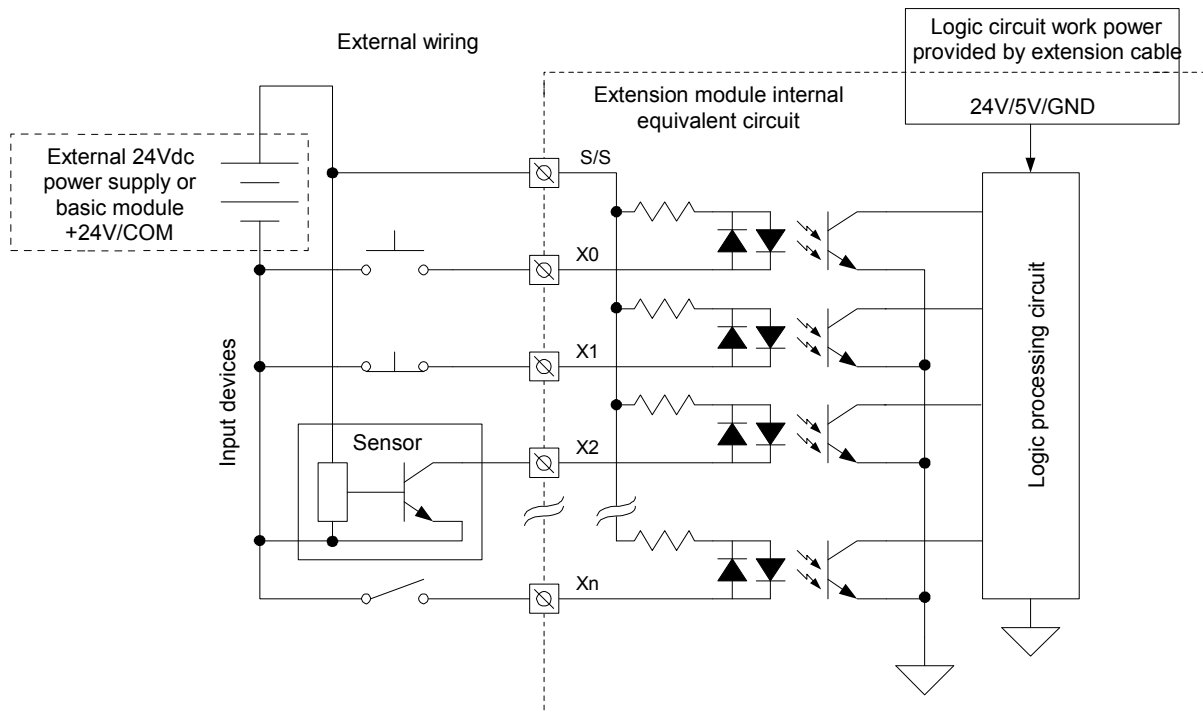 External wiring
Logic circuit work power
provided by extension cable
24V/5V/GND
Extension module internal
equivalent circuit
External 24Vdc
power supply or
basic module
+24V/COM
S/S
X0
X1
Input devices
Sensor
X2
Xn
Logic processing circuit